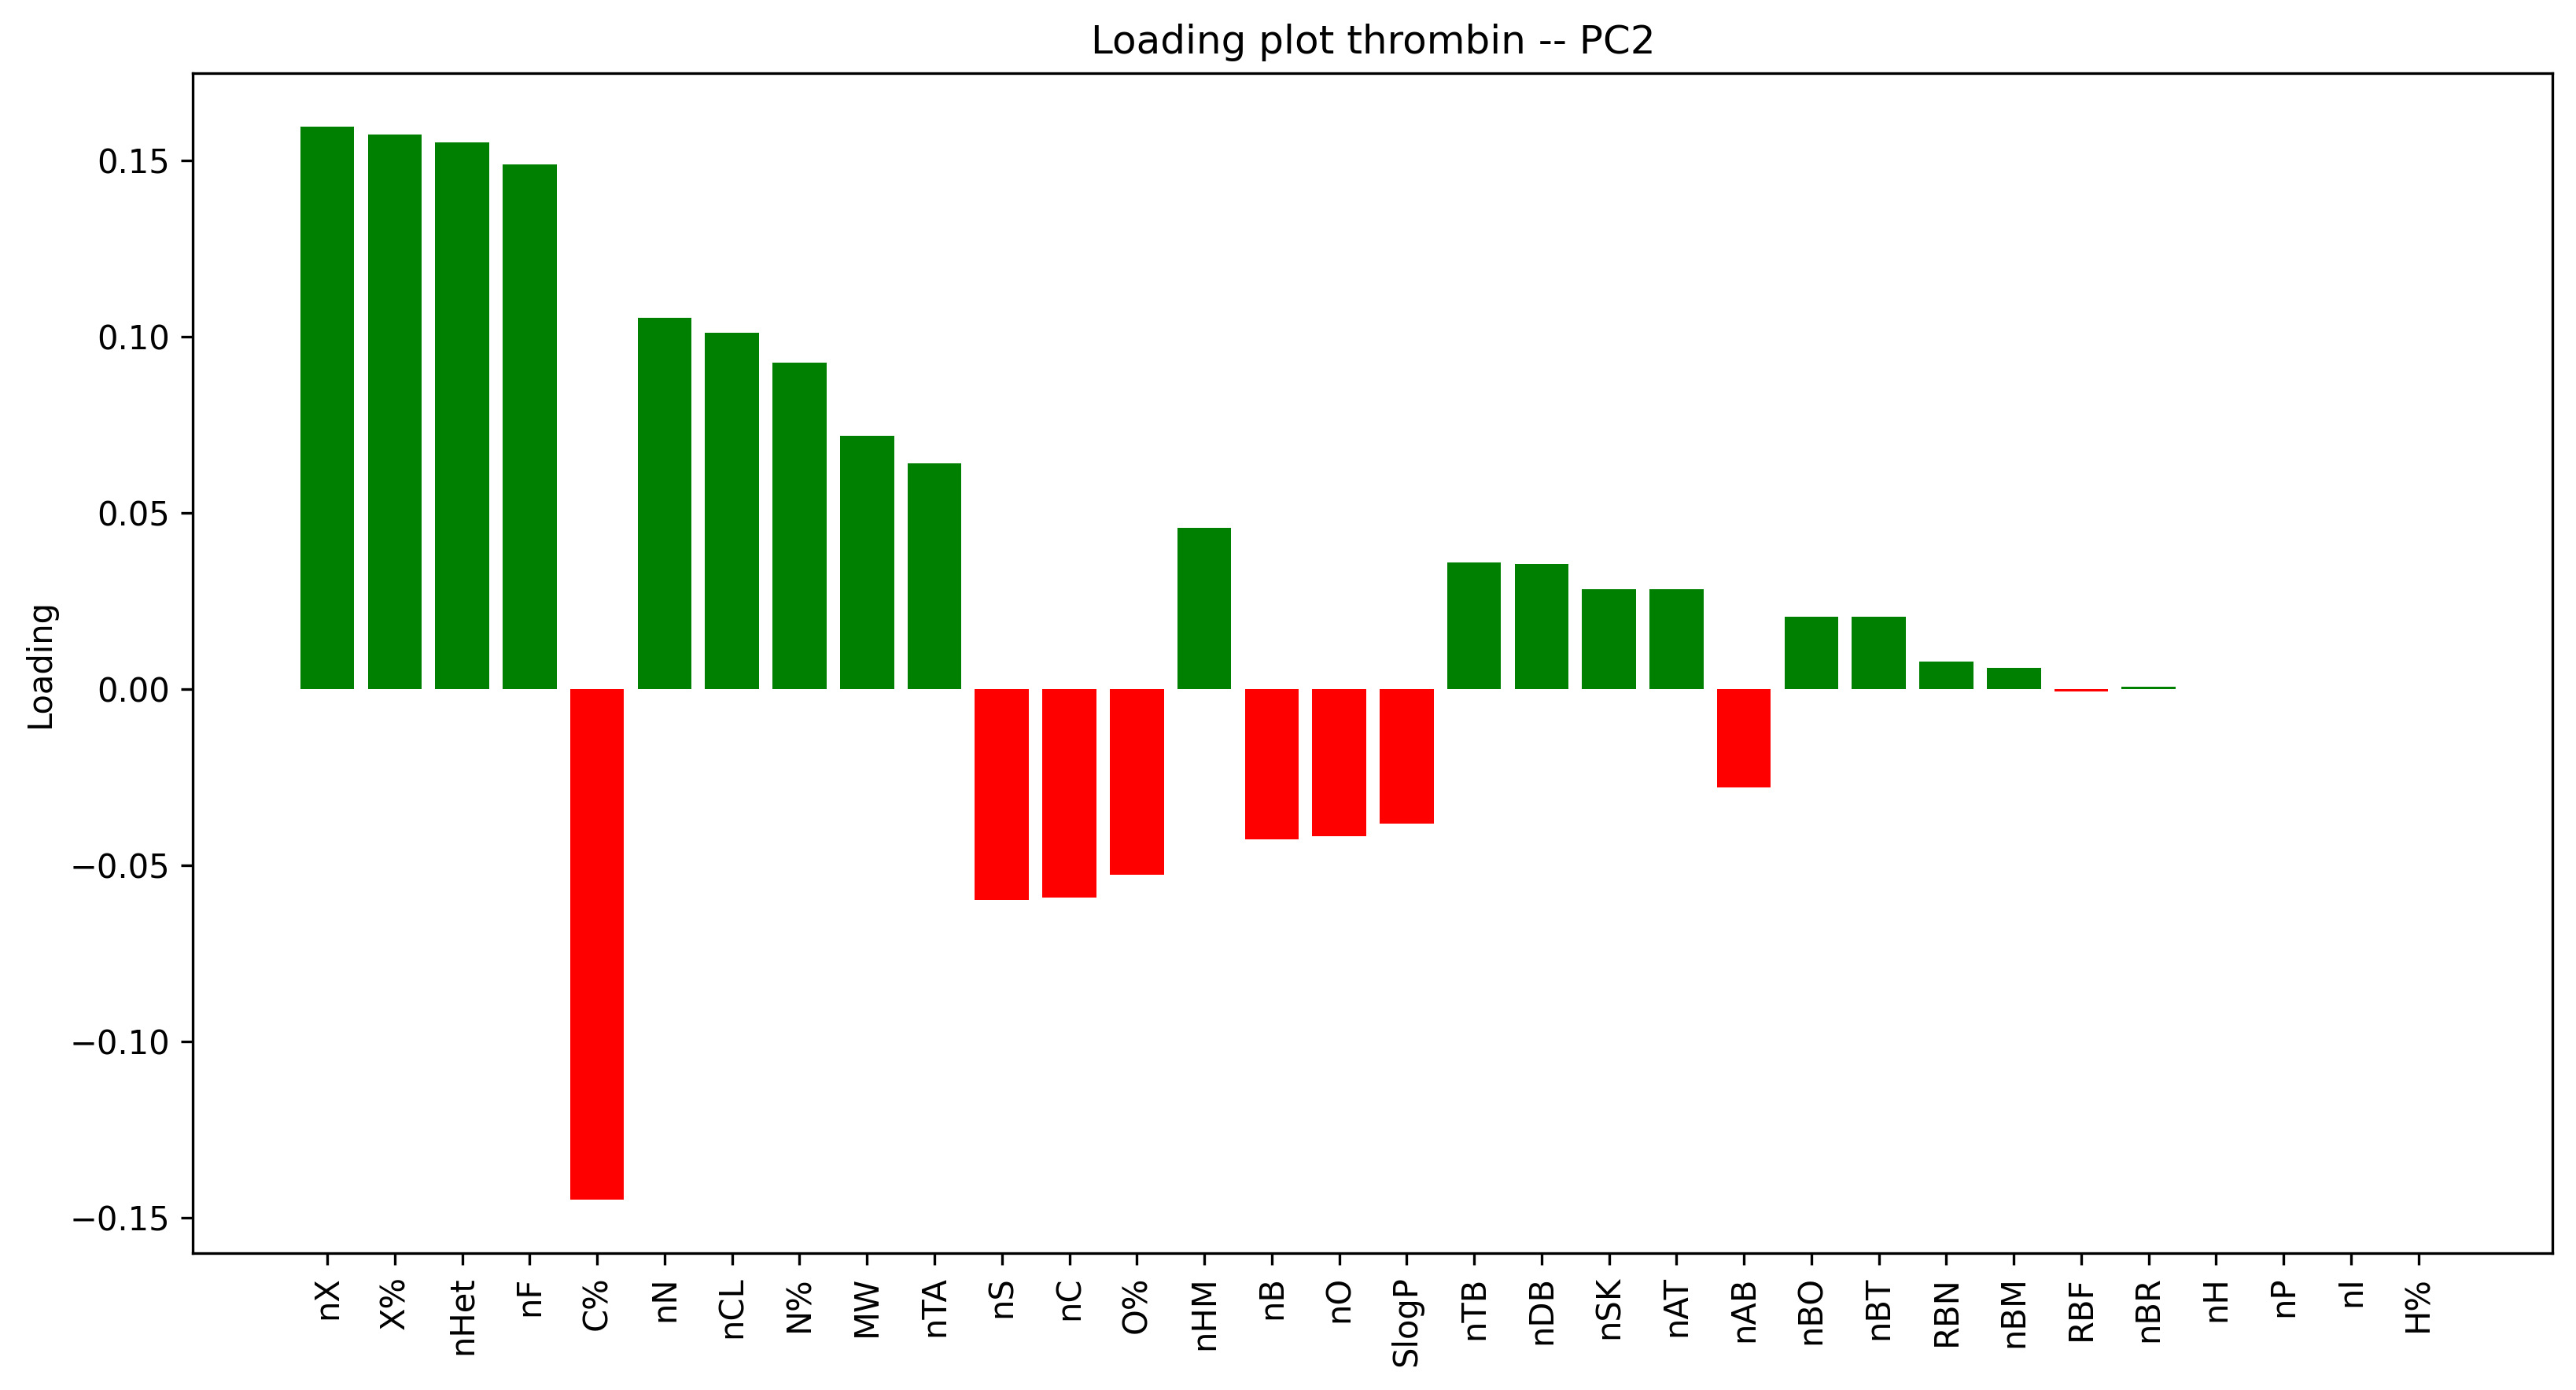 Loading plot thrombin -- PC2
Loading
0.15
0.10
0.05
0.00
−0.05
−0.10
−0.15
nX
X%
nHet
nF
C%
nN
nCL
N%
MW
nTA
nS
nC
O%
nHM
nB
nO
SlogP
nTB
nDB
nSK
nAT
nAB
nBO
nBT
RBN
nBM
RBF
nBR
nH
nP
nI
H%